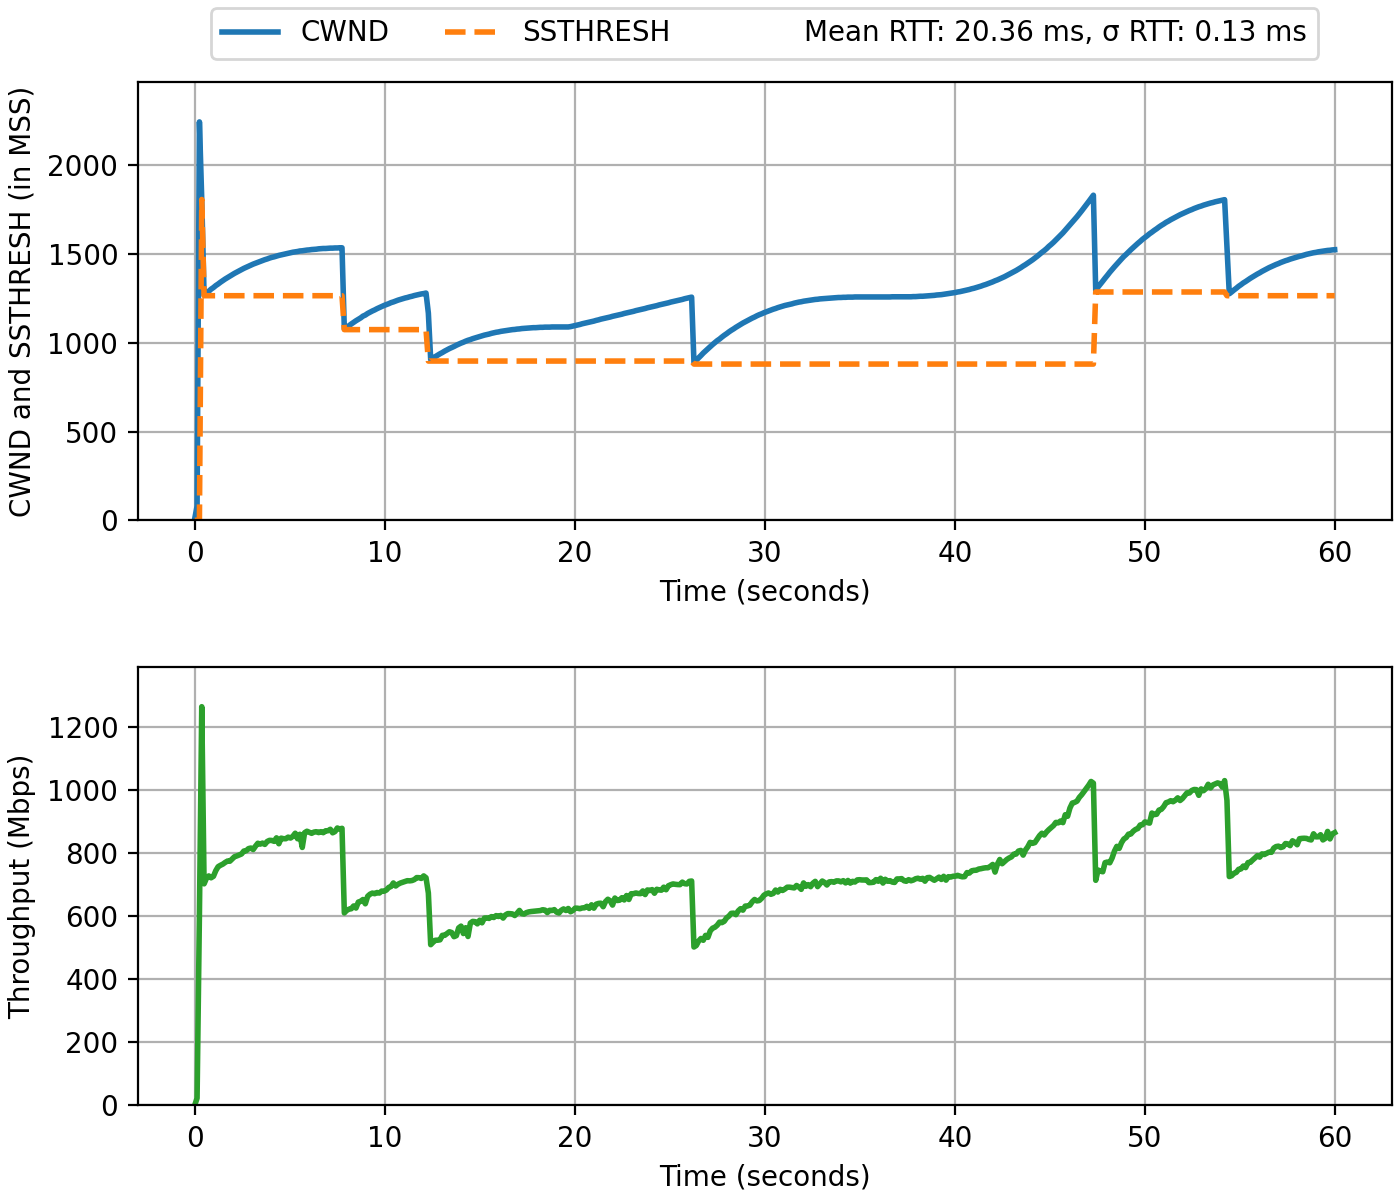 CWND SSTHRESH Mean RTT: 20.36 ms, σ RTT: 0.13 ms
CWND and SSTHRESH (in MSS)
2000
1500
1000
500
0
0 10 20 30 40 50 60
Time (seconds)
Throughput (Mbps)
1200
1000
800
600
400
200
0
0 10 20 30 40 50 60
Time (seconds)